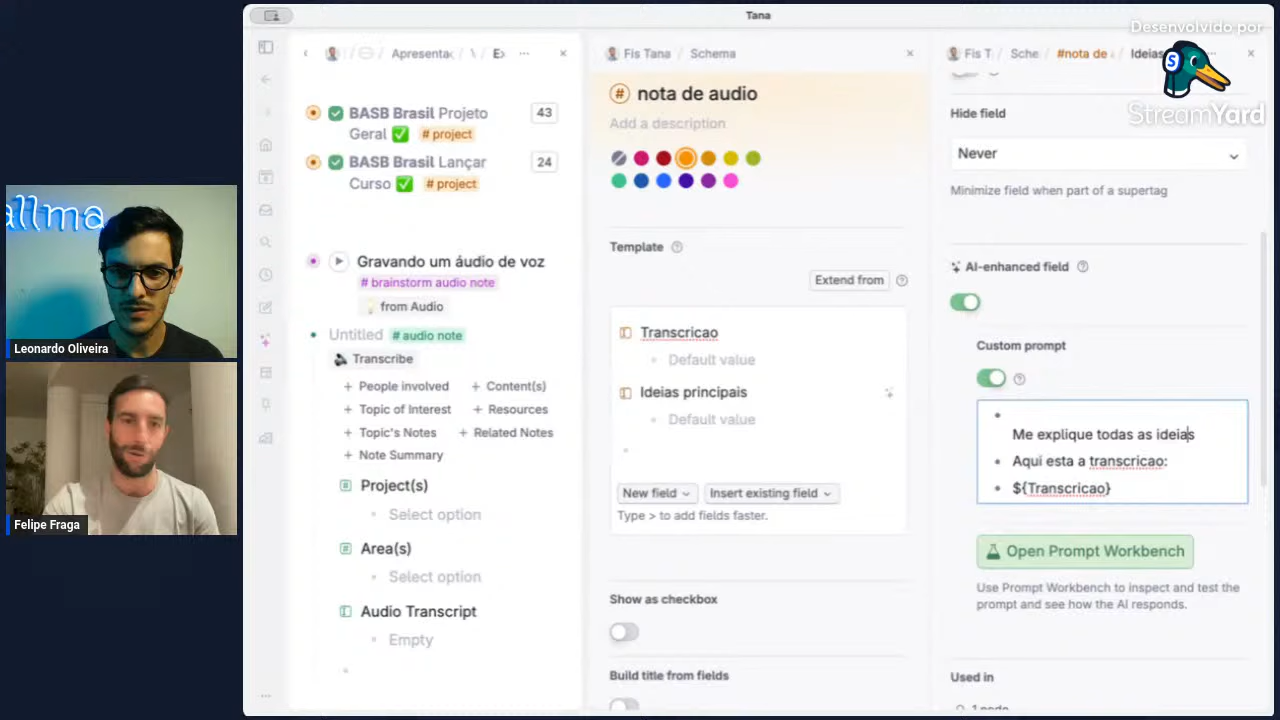 Tana
Desenvolvido por
StreamYard
Apresenta
Fis Tana / Schema
Fis T / Sche / #nota de / Ideias
BASB Brasil Projeto
Geral ✅ # project
43
BASB Brasil Lançar
Curso ✅ # project
24
Gravando um áudio de voz
# brainstorm audio note
from Audio
Untitled # audio note
Transcribe
+ People involved + Content(s)
+ Topic of Interest + Resources
+ Topic's Notes + Related Notes
+ Note Summary
Project(s)
Select option
Area(s)
Select option
Audio Transcript
Empty
# nota de audio
Add a description
Template
Extend from
Transcricao
Default value
Ideias principais
Default value
New field
Insert existing field
Type > to add fields faster.
Show as checkbox
Build title from fields
Hide field
Never
Minimize field when part of a supertag
AI-enhanced field
Custom prompt
Me explique todas as ideias
Aqui esta a transcricao:
${Transcricao}
Open Prompt Workbench
Use Prompt Workbench to inspect and test the
prompt and see how the AI responds.
Used in
1 node
allma
Leonardo Oliveira
Felipe Fraga